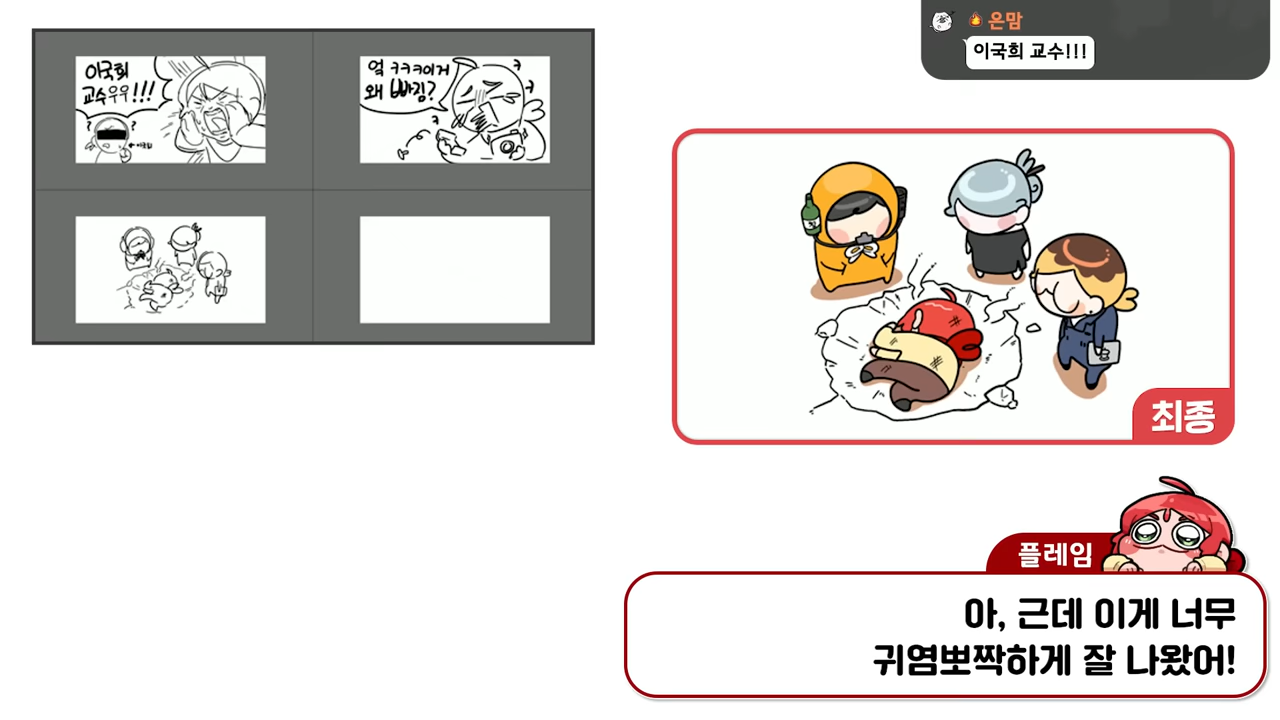 이국희
교수우우!!!
?
?
←이국희
엌 ㅋㅋㅋ이거
왜 빠짐?
ㅋ
ㅋ
ㅋ
은맘
이국희 교수!!!
최종
플레임
아, 근데 이게 너무
귀염뽀짝하게 잘 나왔어!